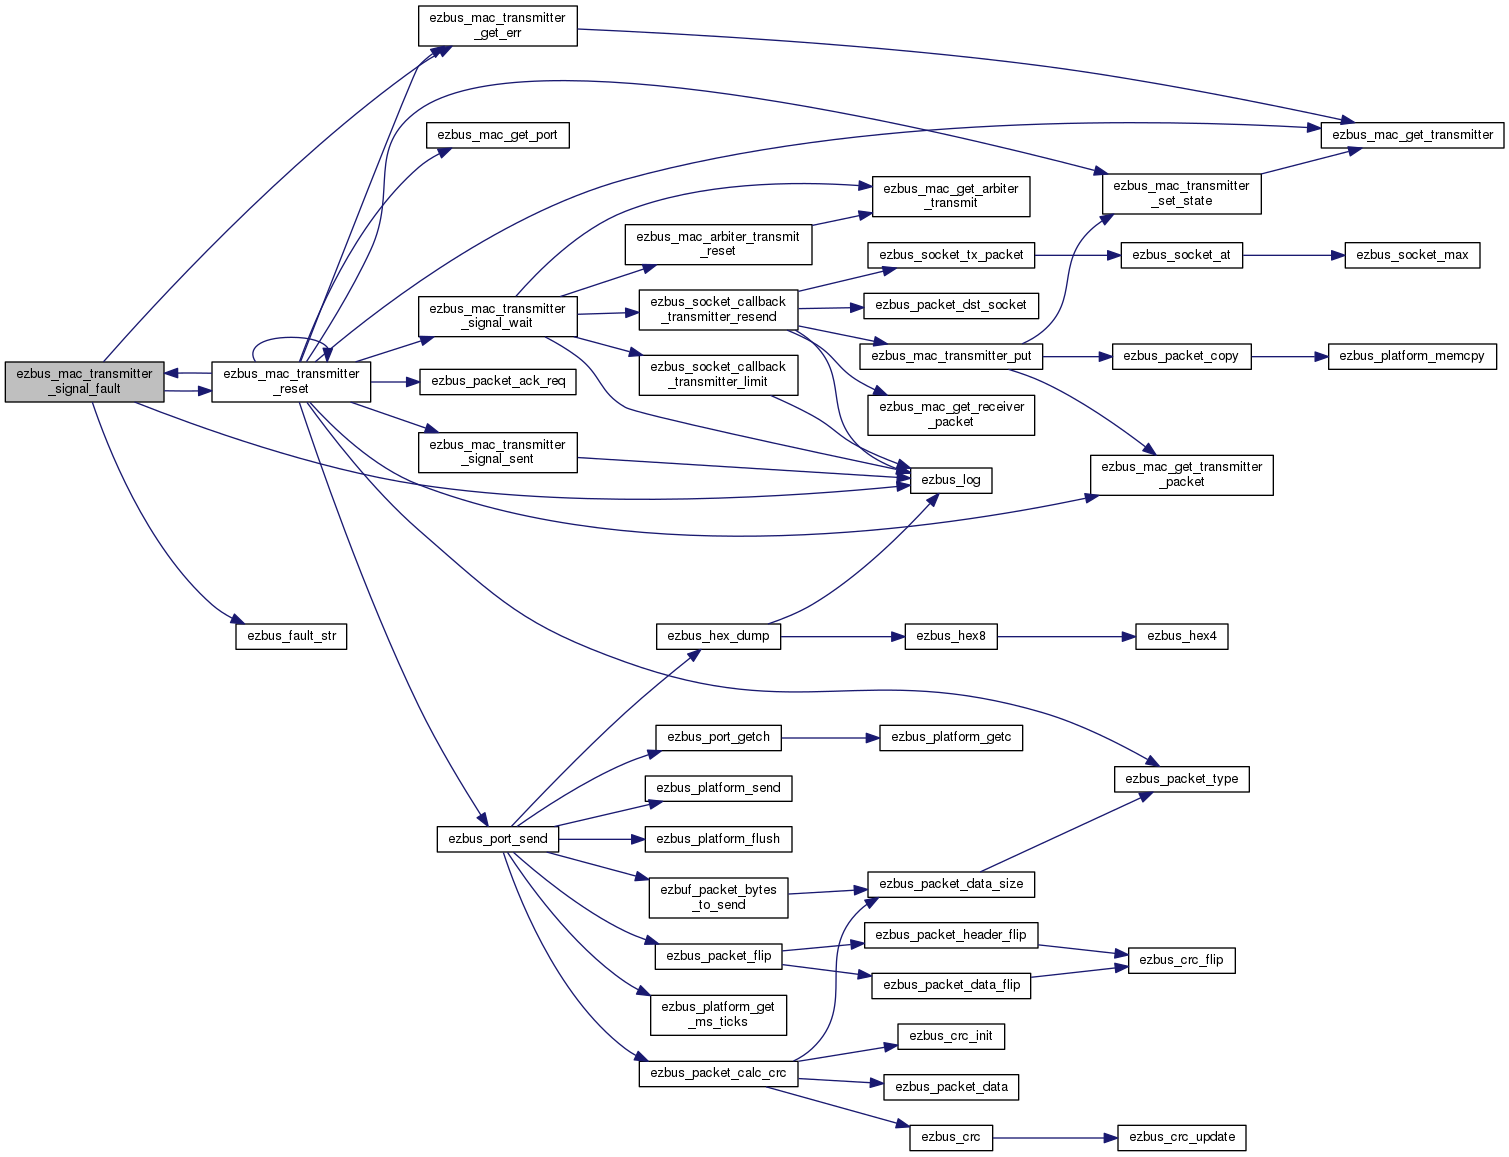 ezbus_mac_transmitter
_get_err
ezbus_mac_get_port
ezbus_mac_get_transmitter
ezbus_mac_transmitter
_set_state
ezbus_mac_get_arbiter
_transmit
ezbus_mac_arbiter_transmit
_reset
ezbus_socket_tx_packet
ezbus_socket_at
ezbus_socket_max
ezbus_mac_transmitter
_signal_wait
ezbus_socket_callback
_transmitter_resend
ezbus_packet_dst_socket
ezbus_mac_transmitter_put
ezbus_packet_copy
ezbus_platform_memcpy
ezbus_mac_transmitter
_signal_fault
ezbus_mac_transmitter
_reset
ezbus_packet_ack_req
ezbus_socket_callback
_transmitter_limit
ezbus_mac_get_receiver
_packet
ezbus_mac_transmitter
_signal_sent
ezbus_log
ezbus_mac_get_transmitter
_packet
ezbus_fault_str
ezbus_hex_dump
ezbus_hex8
ezbus_hex4
ezbus_port_getch
ezbus_platform_getc
ezbus_platform_send
ezbus_packet_type
ezbus_port_send
ezbus_platform_flush
ezbuf_packet_bytes
_to_send
ezbus_packet_data_size
ezbus_packet_flip
ezbus_packet_header_flip
ezbus_packet_data_flip
ezbus_crc_flip
ezbus_platform_get
_ms_ticks
ezbus_packet_calc_crc
ezbus_crc_init
ezbus_packet_data
ezbus_crc
ezbus_crc_update